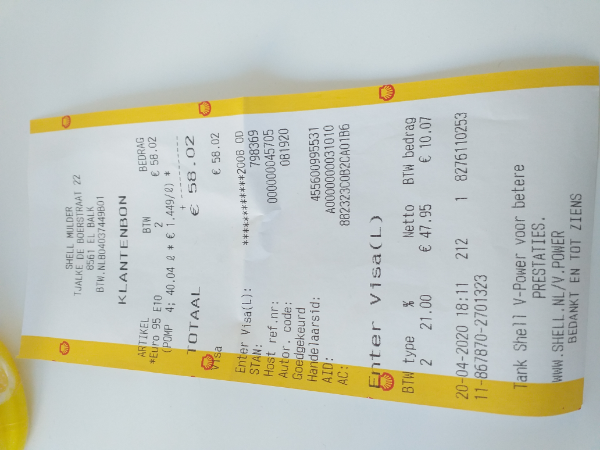 SHELL MULDER
TJALKE DE BOERSTRAAT 22
8561 EL BALK
BTW.NL804037449B01
KLANTENBON
ARTIKEL BTW BEDRAG
*Euro 95 E10 2 € 58.02
(POMP 4; 40.04 ℓ * € 1.449/ℓ) *
+
TOTAAL € 58.02
Visa € 58.02
Enter Visa(L): ************2008 00
STAN: 798369
Host ref.nr: 000000045705
Autor. code: 0B1920
Goedgekeurd
Handelaarsid: 455600995531
AID: A0000000031010
AC: 882323C0B2CA01B6
Enter Visa(L)
BTW type % Netto BTW bedrag
2 21.00 € 47.95 € 10.07
20-04-2020 18:11 212 1 8276110253
11-867870-2701323
Tank Shell V-Power voor betere
PRESTATIES.
WWW.SHELL.NL/V.POWER
BEDANKT EN TOT ZIENS